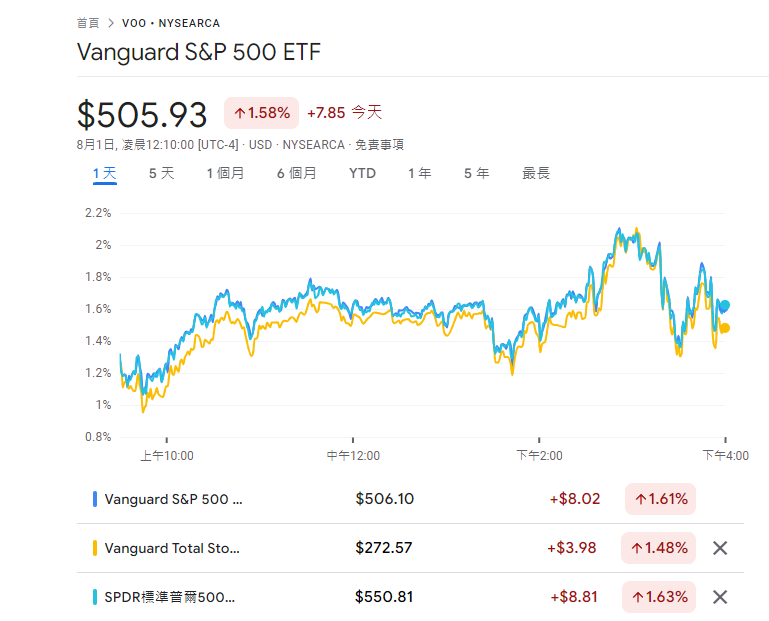 首頁 > VOO • NYSEARCA
Vanguard S&P 500 ETF
$505.93 ↑1.58% +7.85 今天
8月1日, 凌晨12:10:00 [UTC-4] · USD · NYSEARCA · 免責事項
1 天 5 天 1 個月 6 個月 YTD 1 年 5 年 最長
2.2%
2%
1.8%
1.6%
1.4%
1.2%
1%
0.8%
上午10:00 中午12:00 下午2:00 下午4:00
Vanguard S&P 500 ... $506.10 +$8.02 ↑1.61%
Vanguard Total Sto... $272.57 +$3.98 ↑1.48%
SPDR標準普爾500... $550.81 +$8.81 ↑1.63%